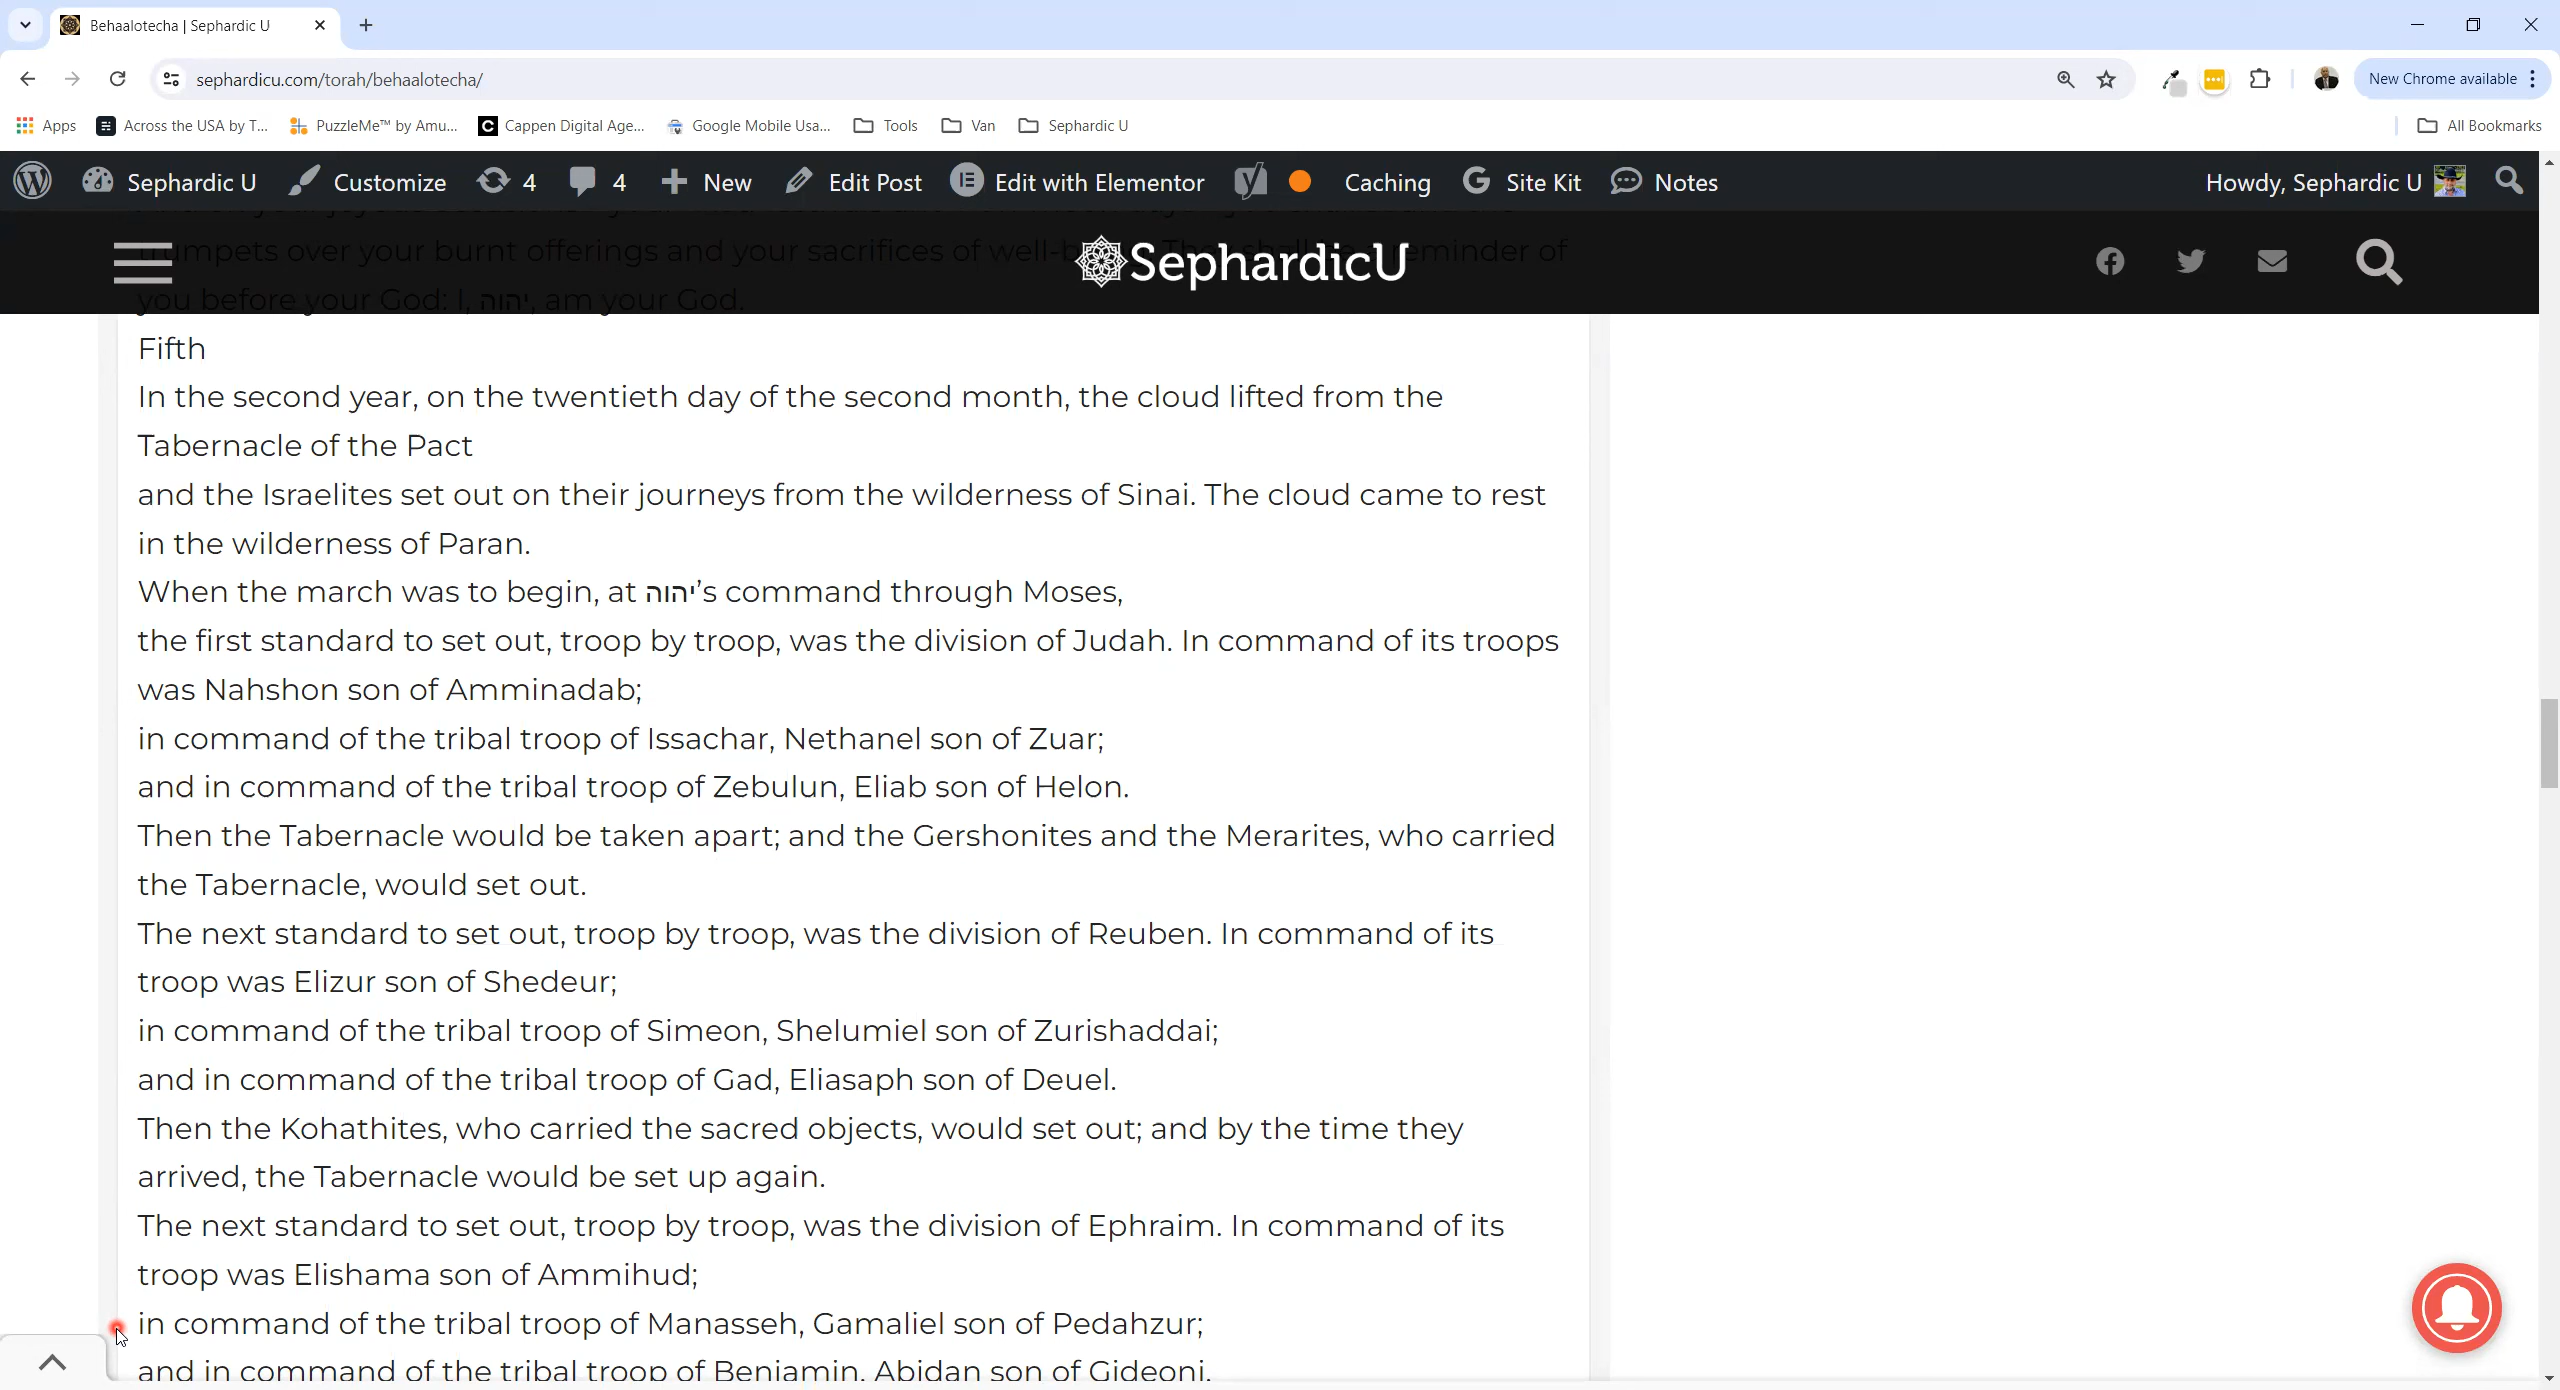 Behaalotecha | Sephardic U
sephardicu.com/torah/behaalotecha/
New Chrome available
Apps
Across the USA by T...
PuzzleMe™ by Amu...
Cappen Digital Age...
Google Mobile Usa...
Tools
Van
Sephardic U
All Bookmarks
Sephardic U
Customize
4
4
New
Edit Post
Edit with Elementor
Caching
Site Kit
Notes
Howdy, Sephardic U
trumpets over your burnt offerings and your sacrifices of well- reminder of
SephardicU
you before your God: I, יהוה, am your God.
Fifth
In the second year, on the twentieth day of the second month, the cloud lifted from the
Tabernacle of the Pact
and the Israelites set out on their journeys from the wilderness of Sinai. The cloud came to rest
in the wilderness of Paran.
When the march was to begin, at יהוה’s command through Moses,
the first standard to set out, troop by troop, was the division of Judah. In command of its troops
was Nahshon son of Amminadab;
in command of the tribal troop of Issachar, Nethanel son of Zuar;
and in command of the tribal troop of Zebulun, Eliab son of Helon.
Then the Tabernacle would be taken apart; and the Gershonites and the Merarites, who carried
the Tabernacle, would set out.
The next standard to set out, troop by troop, was the division of Reuben. In command of its
troop was Elizur son of Shedeur;
in command of the tribal troop of Simeon, Shelumiel son of Zurishaddai;
and in command of the tribal troop of Gad, Eliasaph son of Deuel.
Then the Kohathites, who carried the sacred objects, would set out; and by the time they
arrived, the Tabernacle would be set up again.
The next standard to set out, troop by troop, was the division of Ephraim. In command of its
troop was Elishama son of Ammihud;
in command of the tribal troop of Manasseh, Gamaliel son of Pedahzur;
and in command of the tribal troop of Benjamin, Abidan son of Gideoni.